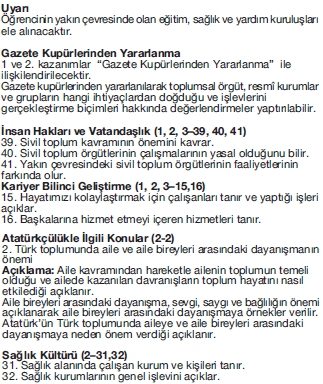 Uyarı
Öğrencinin yakın çevresinde olan eğitim, sağlık ve yardım kuruluşları
ele alınacaktır.
Gazete Kupürlerinden Yararlanma
1 ve 2. kazanımlar “Gazete Kupürlerinden Yararlanma” ile
ilişkilendirilecektir.
Gazete kupürlerinden yararlanılarak toplumsal örgüt, resmî kurumlar
ve grupların hangi ihtiyaçlardan doğduğu ve işlevlerini
gerçekleştirme biçimleri hakkında değerlendirmeler yaptırılabilir.
İnsan Hakları ve Vatandaşlık (1, 2, 3–39, 40, 41)
39. Sivil toplum kavramının önemini kavrar.
40. Sivil toplum örgütlerinin çalışmalarının yasal olduğunu bilir.
41. Yakın çevresindeki sivil toplum örgütlerinin faaliyetlerinin
farkında olur.
Kariyer Bilinci Geliştirme (1, 2, 3–15,16)
15. Hayatımızı kolaylaştırmak için çalışanları tanır ve yaptığı işleri
açıklar.
16. Başkalarına hizmet etmeyi içeren hizmetleri tanır.
Atatürkçülükle İlgili Konular (2-2)
2. Türk toplumunda aile ve aile bireyleri arasındaki dayanışmanın
önemi
Açıklama: Aile kavramından hareketle ailenin toplumun temeli
olduğu ve ailede kazanılan davranışların toplum hayatını nasıl
etkilediği açıklanır.
Aile bireyleri arasındaki dayanışma, sevgi, saygı ve bağlılığın önemi
açıklanarak aile bireyleri arasındaki dayanışmaya örnekler verilir.
Atatürk’ün Türk toplumunda aileye ve aile bireyleri arasındaki
dayanışmaya neden önem verdiği açıklanır.
Sağlık Kültürü (2–31,32)
31. Sağlık alanında çalışan kurum ve kişileri tanır.
32. Sağlık kurumlarının genel işlevini açıklar.